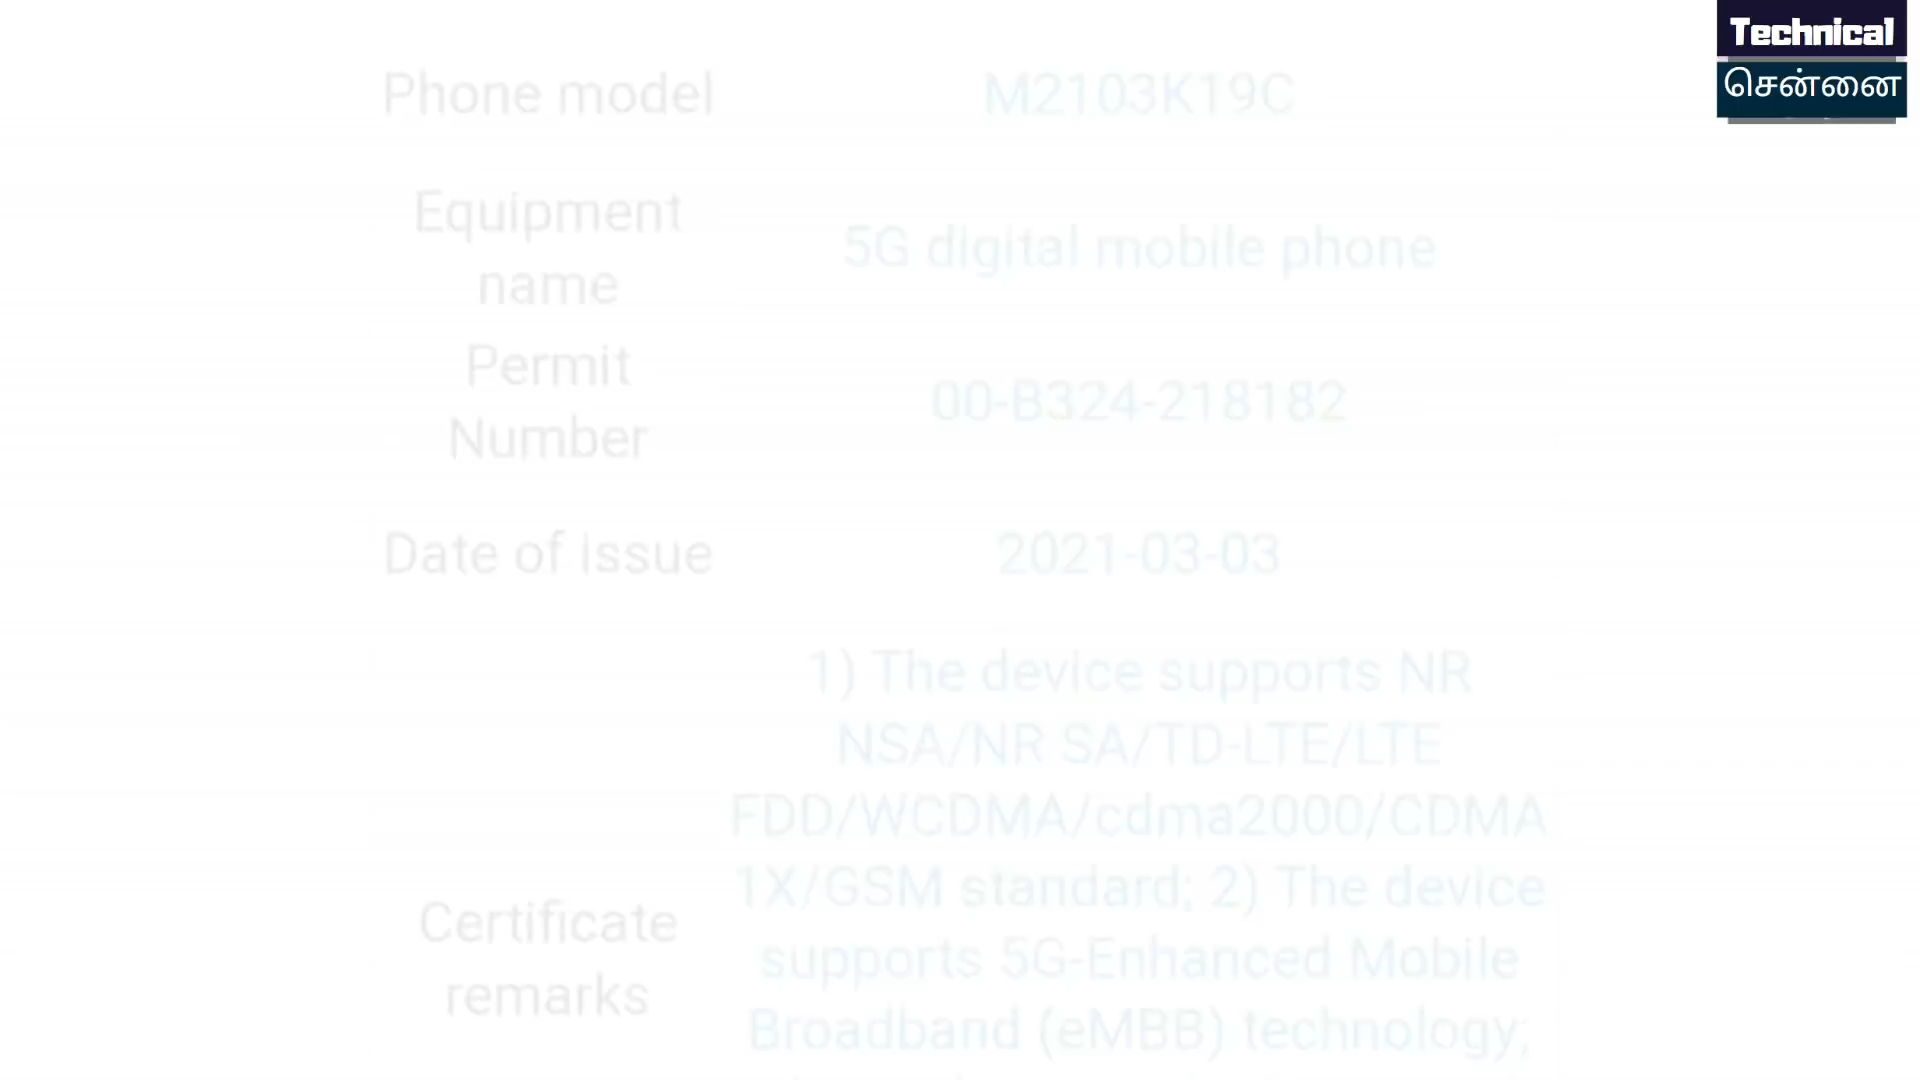 Technical
சென்னை
Phone model M2103K19C
Equipment
name
5G digital mobile phone
Permit
Number
00-B324-218182
Date of issue 2021-03-03
Certificate
remarks
1) The device supports NR
NSA/NR SA/TD-LTE/LTE
FDD/WCDMA/cdma2000/CDMA
1X/GSM standard; 2) The device
supports 5G-Enhanced Mobile
Broadband (eMBB) technology;